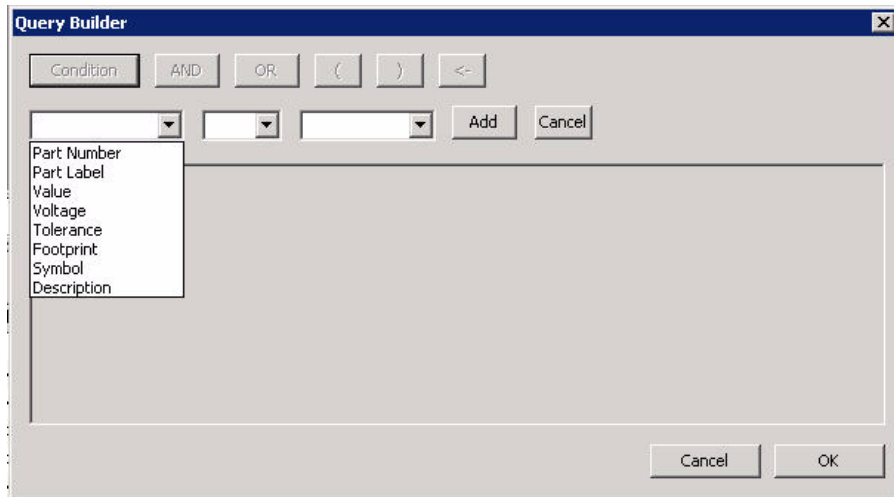 Query Builder
Condition AND OR ( ) <-
Add Cancel
Part Number
Part Label
Value
Voltage
Tolerance
Footprint
Symbol
Description
Cancel OK